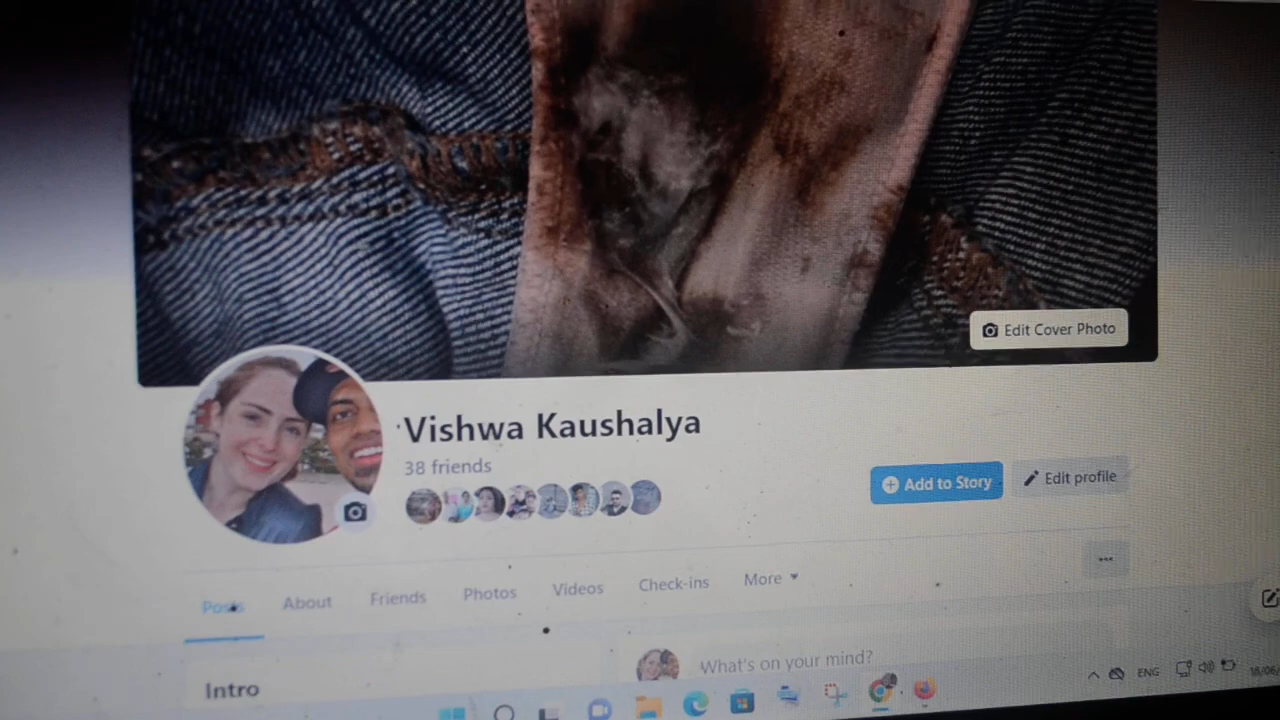 Edit Cover Photo
Vishwa Kaushalya
38 friends
Add to Story
Edit profile
Posts
About
Friends
Photos
Videos
Check-ins
More
Intro
What's on your mind?
ENG